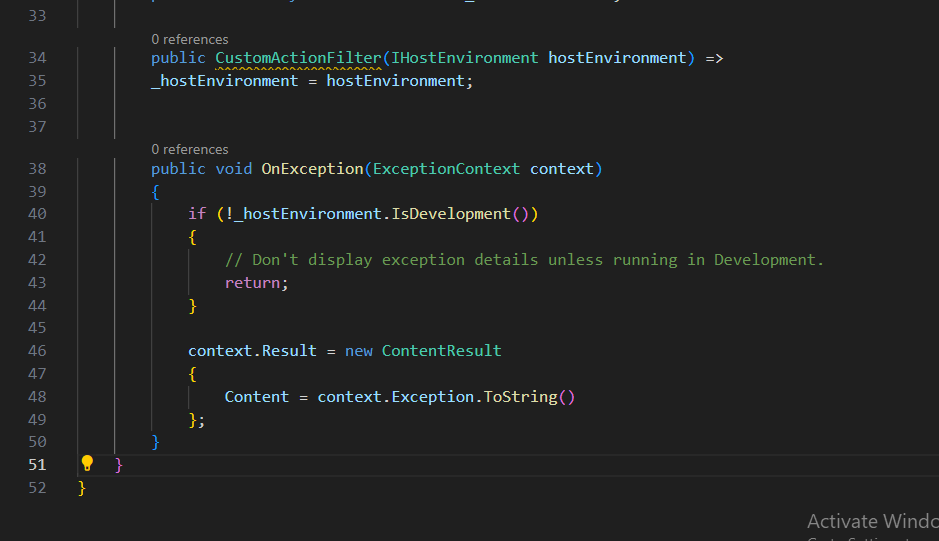 33
0 references
34 public CustomActionFilter(IHostEnvironment hostEnvironment) =>
35 _hostEnvironment = hostEnvironment;
36
37
0 references
38 public void OnException(ExceptionContext context)
39 {
40 if (!_hostEnvironment.IsDevelopment())
41 {
42 // Don't display exception details unless running in Development.
43 return;
44 }
45
46 context.Result = new ContentResult
47 {
48 Content = context.Exception.ToString()
49 };
50 }
51 }
52 }
Activate Windo